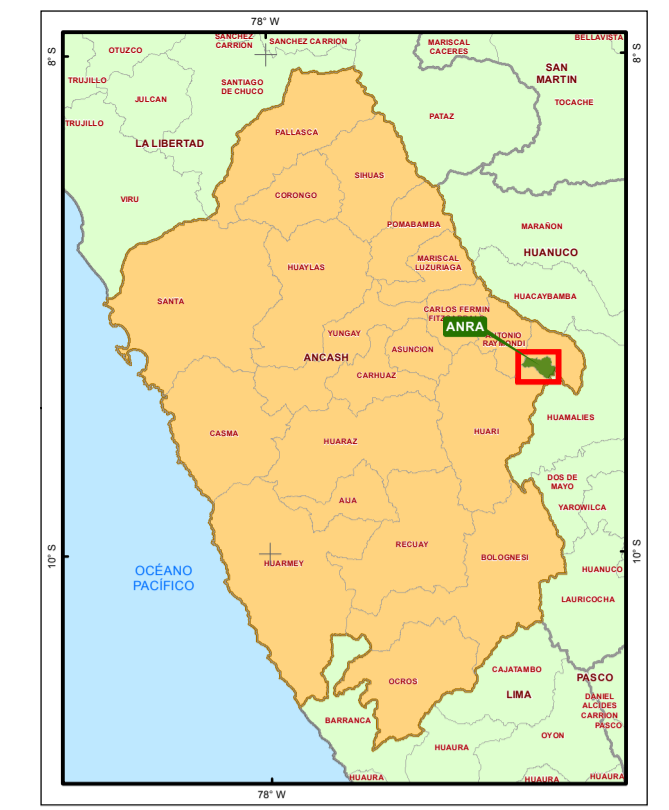 78° W
8° S
8° S
OTUZCO
SANCHEZ
CARRION
SANCHEZ CARRION
MARISCAL
CACERES
BELLAVISTA
SAN
MARTIN
TRUJILLO
JULCAN
SANTIAGO
DE CHUCO
TOCACHE
PATAZ
TRUJILLO
PALLASCA
LA LIBERTAD
SIHUAS
VIRU
CORONGO
POMABAMBA
MARAÑON
HUANUCO
HUAYLAS
MARISCAL
LUZURIAGA
SANTA
HUACAYBAMBA
CARLOS FERMIN
ANRA
RAYMONDI
YUNGAY
ASUNCION
ANCASH
CARHUAZ
HUAMALIES
CASMA
HUARAZ
HUARI
DOS DE
MAYO
YAROWILCA
AIJA
RECUAY
BOLOGNESI
HUARMEY
10° S
10° S
OCÉANO
PACÍFICO
HUANUCO
LAURICOCHA
OCROS
CAJATAMBO
PASCO
LIMA
DANIEL
ALCIDES
CARRION
PASCO
BARRANCA
OYON
HUAURA
HUAURA
HUAURA
HUAURA
78° W